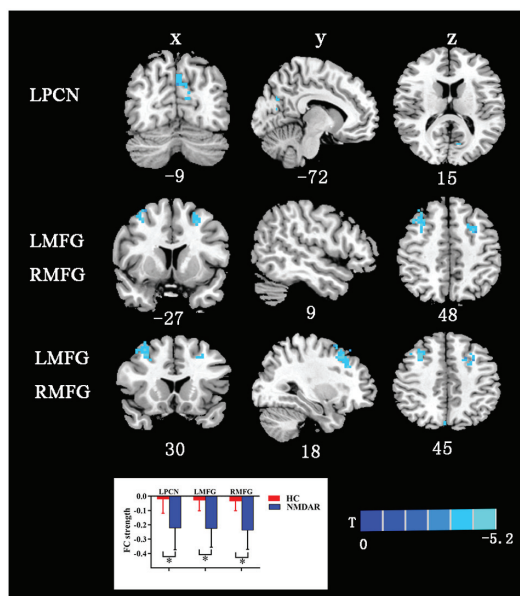 x y z
LPCN
-9 -72 15
LMFG
RMFG
-27 9 48
LMFG
RMFG
30 18 45
LPCN LMFG RMFG
0.0
-0.1
-0.2
-0.3
-0.4
FC strength
HC
NMDAR
* * *
T
0 -5.2